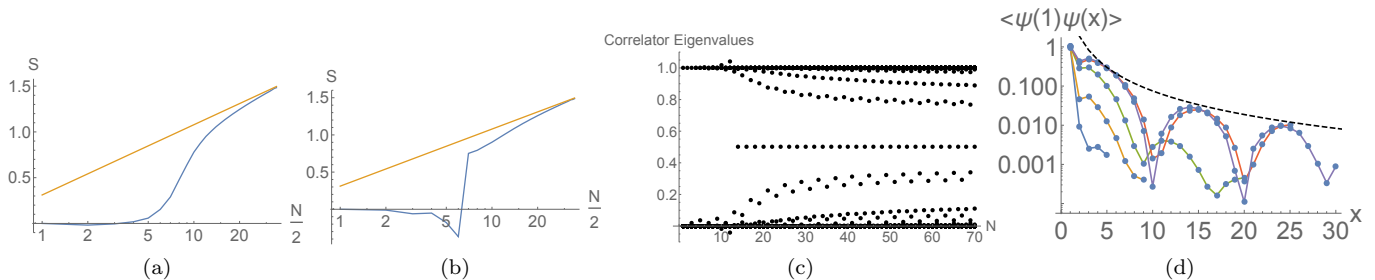 S
1.5
1.0
0.5
1 2 5 10 20
N
2
(a)
S
1.5
1.0
0.5
1 2 5 10 20
N
2
(b)
Correlator Eigenvalues
1.0
0.8
0.6
0.4
0.2
10 20 30 40 50 60 70 N
(c)
<ψ(1)ψ(x)>
1
0.100
0.010
0.001
0 5 10 15 20 25 30 x
(d)